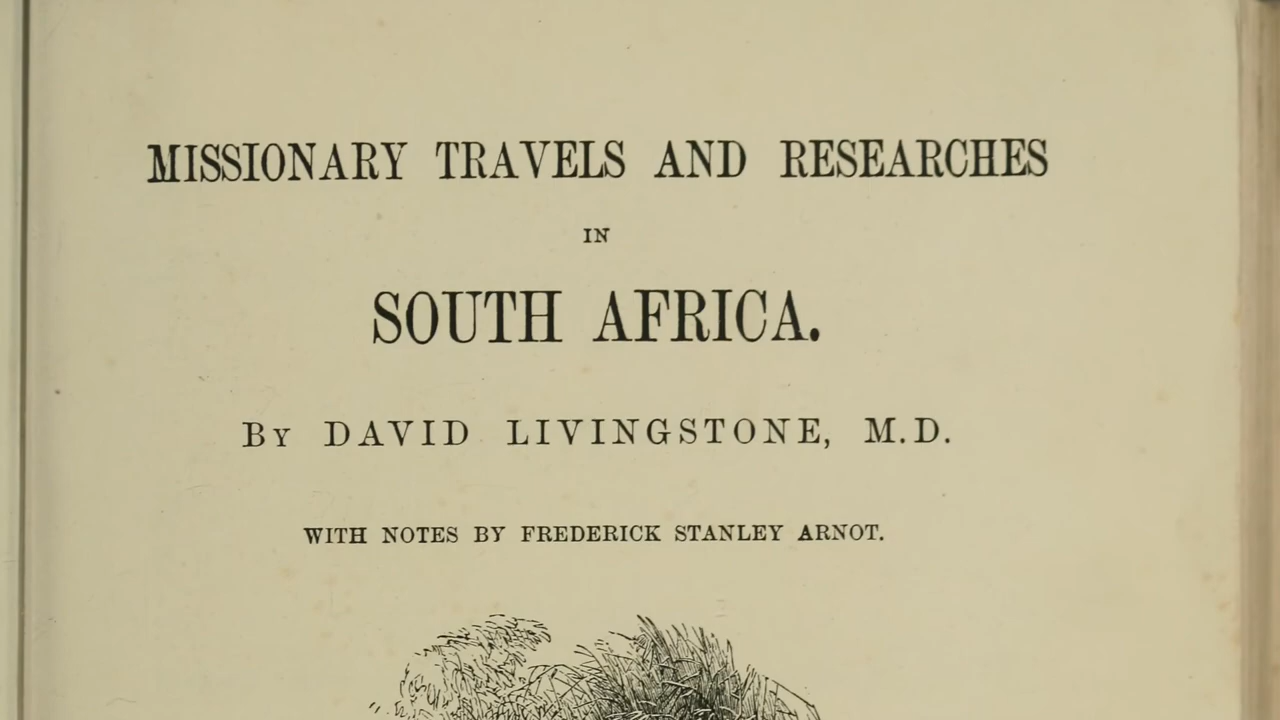 MISSIONARY TRAVELS AND RESEARCHES
IN
SOUTH AFRICA.
BY DAVID LIVINGSTONE, M.D.
WITH NOTES BY FREDERICK STANLEY ARNOT.